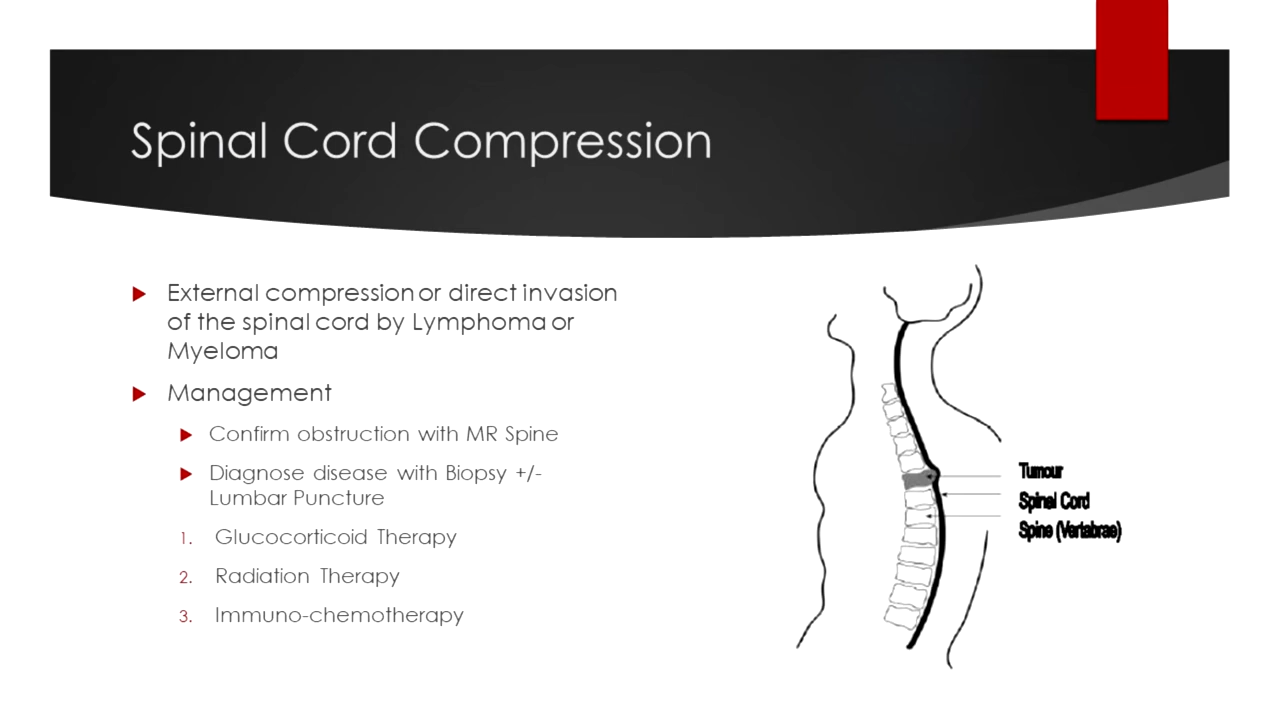 Spinal Cord Compression
External compression or direct invasion
of the spinal cord by Lymphoma or
Myeloma
Management
Confirm obstruction with MR Spine
Diagnose disease with Biopsy +/-
Lumbar Puncture
1. Glucocorticoid Therapy
2. Radiation Therapy
3. Immuno-chemotherapy
Tumour
Spinal Cord
Spine (Vertabrae)